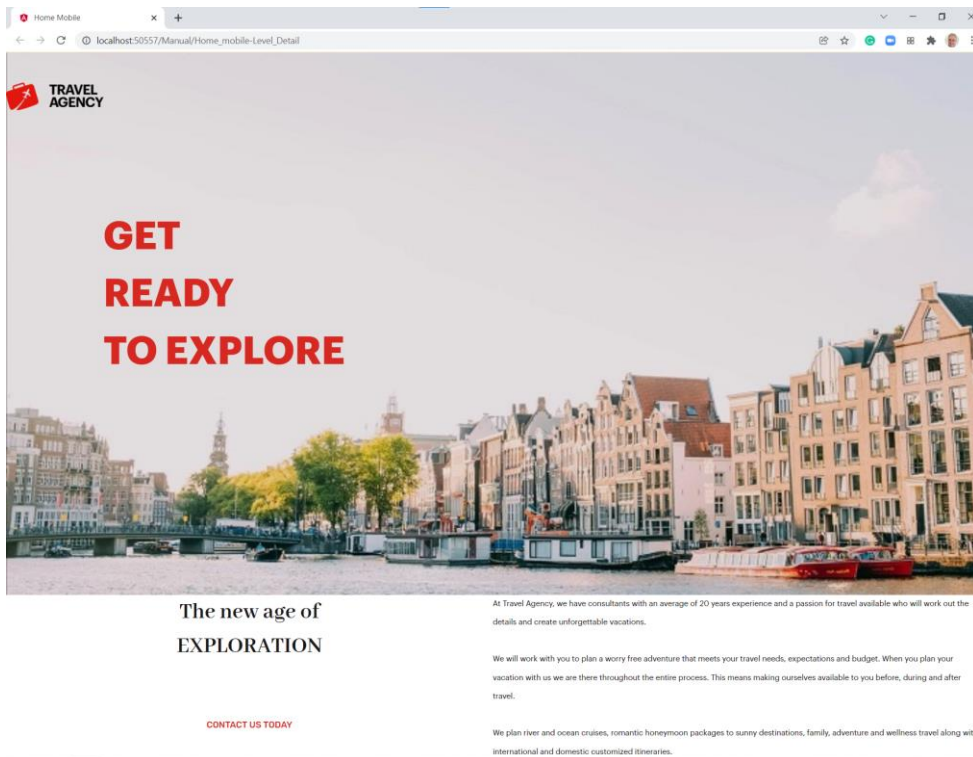 Home Mobile
localhost:50557/Manual/Home_mobile-Level_Detail
TRAVEL
AGENCY
GET
READY
TO EXPLORE
The new age of
EXPLORATION
CONTACT US TODAY
At Travel Agency, we have consultants with an average of 20 years experience and a passion for travel available who will work out the
details and create unforgettable vacations.
We will work with you to plan a worry free adventure that meets your travel needs, expectations and budget. When you plan your
vacation with us we are there throughout the entire process. This means making ourselves available to you before, during and after
travel.
We plan river and ocean cruises, romantic honeymoon packages to sunny destinations, family, adventure and wellness travel along wit
international and domestic customized itineraries.